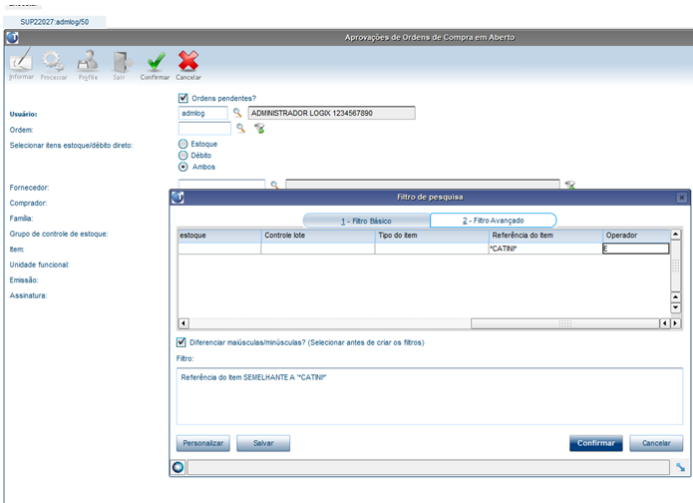 SUP22027:admlog/50
Aprovações de Ordens de Compra em Aberto
Informar Processar Profile Sair Confirmar Cancelar
Ordens pendentes?
Usuário: admlog ADMINISTRADOR LOGIX 1234567890
Ordem:
Selecionar itens estoque/débito direto: Estoque
Débito
Ambos
Fornecedor:
Comprador:
Família:
Grupo de controle de estoque:
Item:
Unidade funcional:
Emissão:
Assinatura:
Filtro de pesquisa
1 - Filtro Básico 2 - Filtro Avançado
estoque Controle lote Tipo do item Referência do Item Operador
*CATINI* E
Diferenciar maiúsculas/minúsculas? (Selecionar antes de criar os filtros)
Filtro:
Referência do Item SEMELHANTE A '*CATINI*'
Personalizar Salvar Confirmar Cancelar